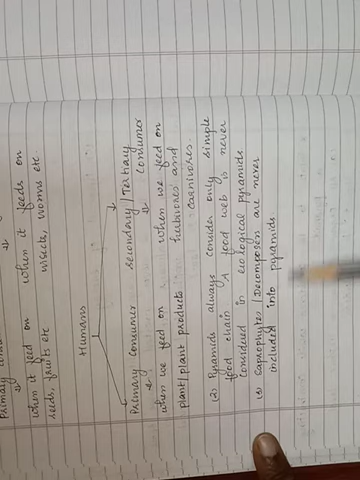 Primary
when it feed on when it feeds on
seeds, fruits etc insects, worms etc.
Humans
Primary Consumer Secondary / Tertiary
Consumer
when we feed on when we feed on
plant/plant products herbivores and
carnivores.
(2) Pyramids always consider only simple
food chain A food web is never
considered in ecological pyramids
(3) Saprophytes / Decomposers are never
included into pyramids